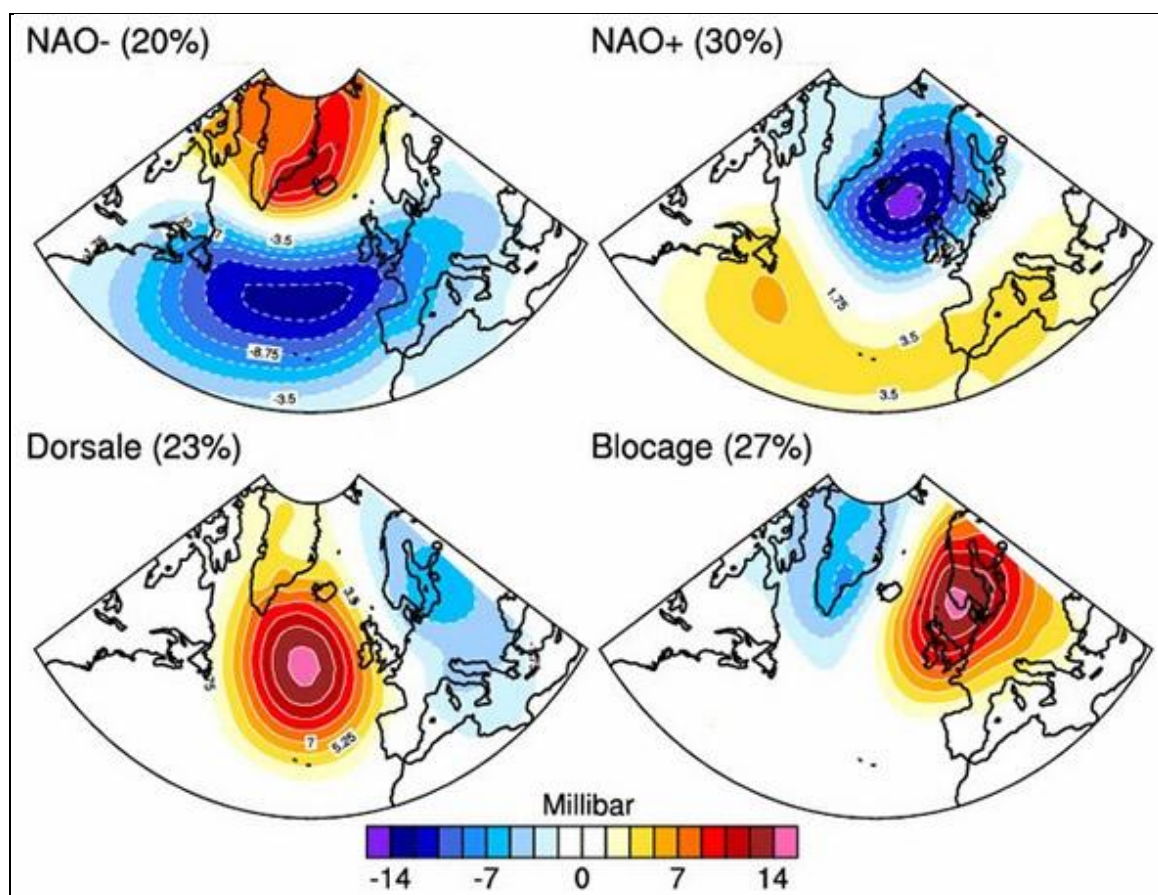 NAO- (20%)
NAO+ (30%)
-3.5
-8.75
-3.5
1.75
3.5
3.5
Dorsale (23%)
Blocage (27%)
3.5
7
5.25
Millibar
-14 -7 0 7 14